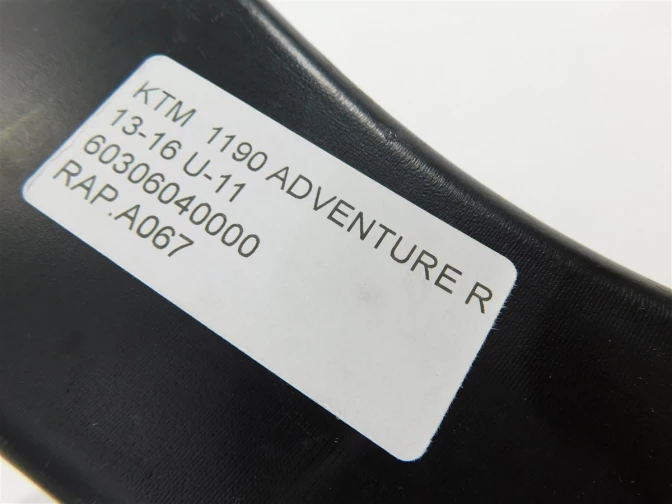 KTM 1190 ADVENTURE R
13-16 U-11
60306040000
RAP.A067